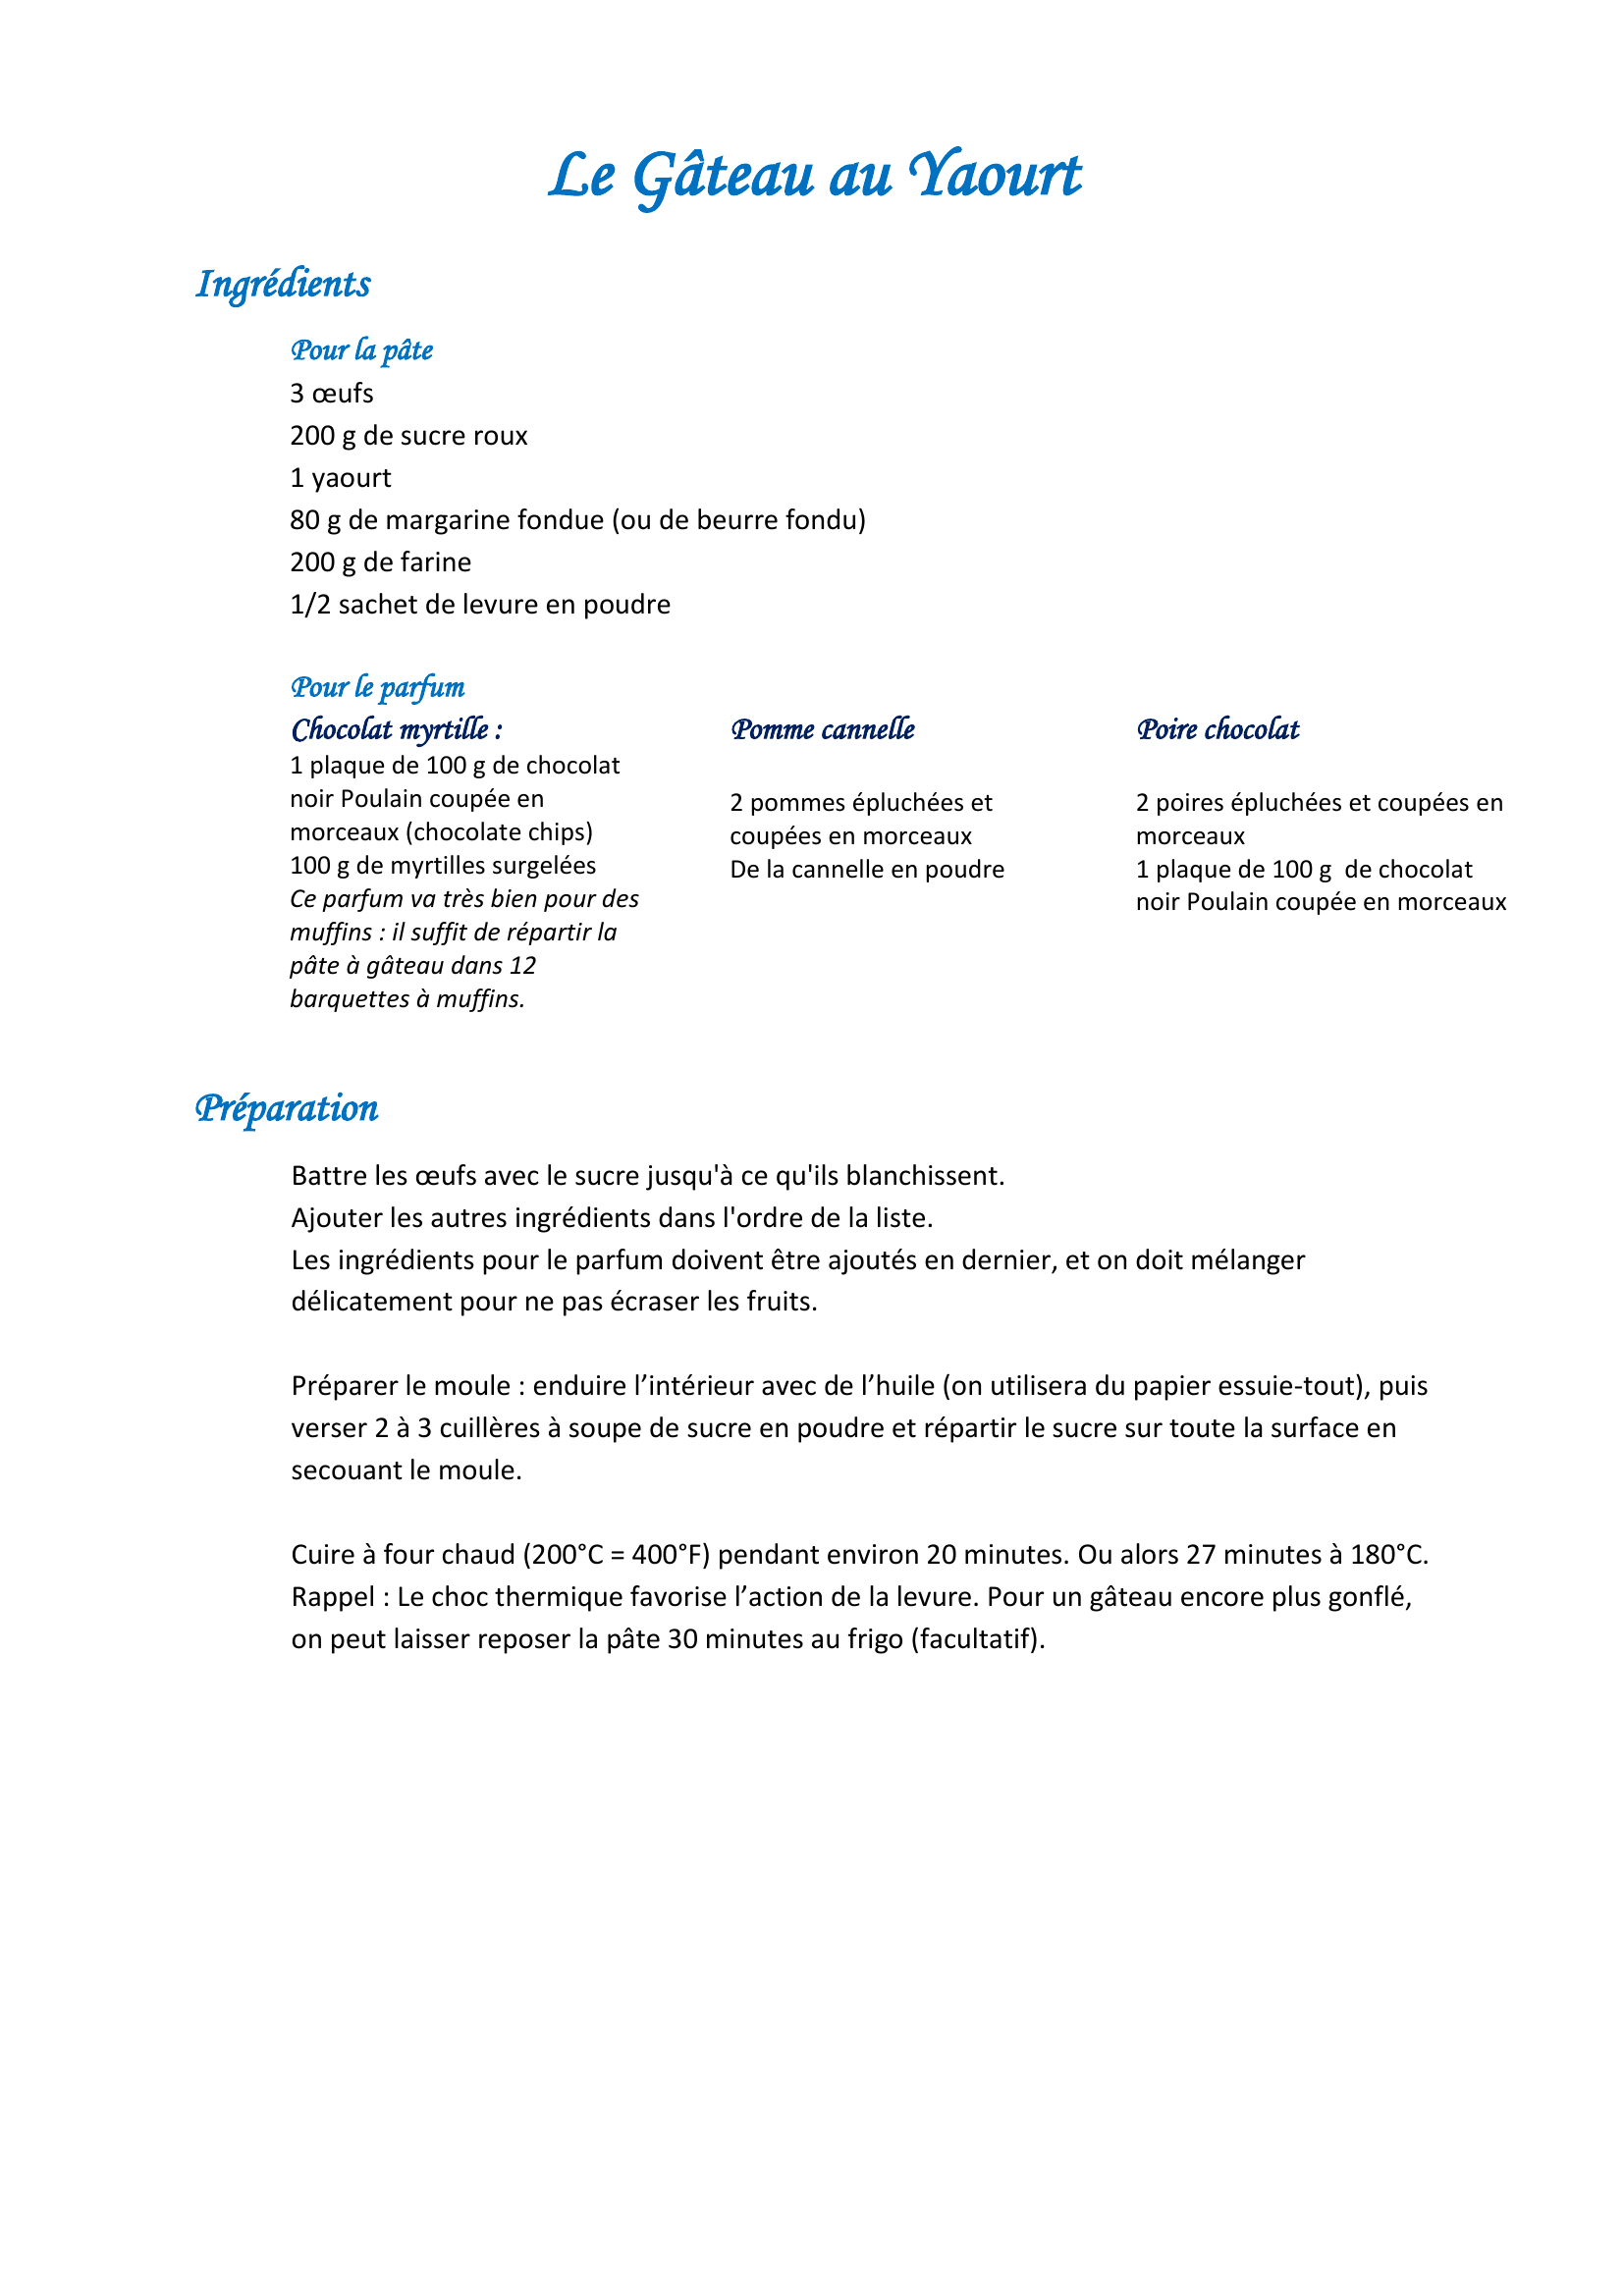 Le Gâteau au Yaourt
Ingrédients
Pour la pâte
3 œufs
200 g de sucre roux
1 yaourt
80 g de margarine fondue (ou de beurre fondu)
200 g de farine
1/2 sachet de levure en poudre
Pour le parfum
Chocolat myrtille :
1 plaque de 100 g de chocolat
noir Poulain coupée en
morceaux (chocolate chips)
100 g de myrtilles surgelées
Ce parfum va très bien pour des
muffins : il suffit de répartir la
pâte à gâteau dans 12
barquettes à muffins.
Pomme cannelle
2 pommes épluchées et
coupées en morceaux
De la cannelle en poudre
Poire chocolat
2 poires épluchées et coupées en
morceaux
1 plaque de 100 g  de chocolat
noir Poulain coupée en morceaux
Préparation
Battre les œufs avec le sucre jusqu'à ce qu'ils blanchissent.
Ajouter les autres ingrédients dans l'ordre de la liste.
Les ingrédients pour le parfum doivent être ajoutés en dernier, et on doit mélanger
délicatement pour ne pas écraser les fruits.
Préparer le moule : enduire l’intérieur avec de l’huile (on utilisera du papier essuie-tout), puis
verser 2 à 3 cuillères à soupe de sucre en poudre et répartir le sucre sur toute la surface en
secouant le moule.
Cuire à four chaud (200°C = 400°F) pendant environ 20 minutes. Ou alors 27 minutes à 180°C.
Rappel : Le choc thermique favorise l’action de la levure. Pour un gâteau encore plus gonflé,
on peut laisser reposer la pâte 30 minutes au frigo (facultatif).